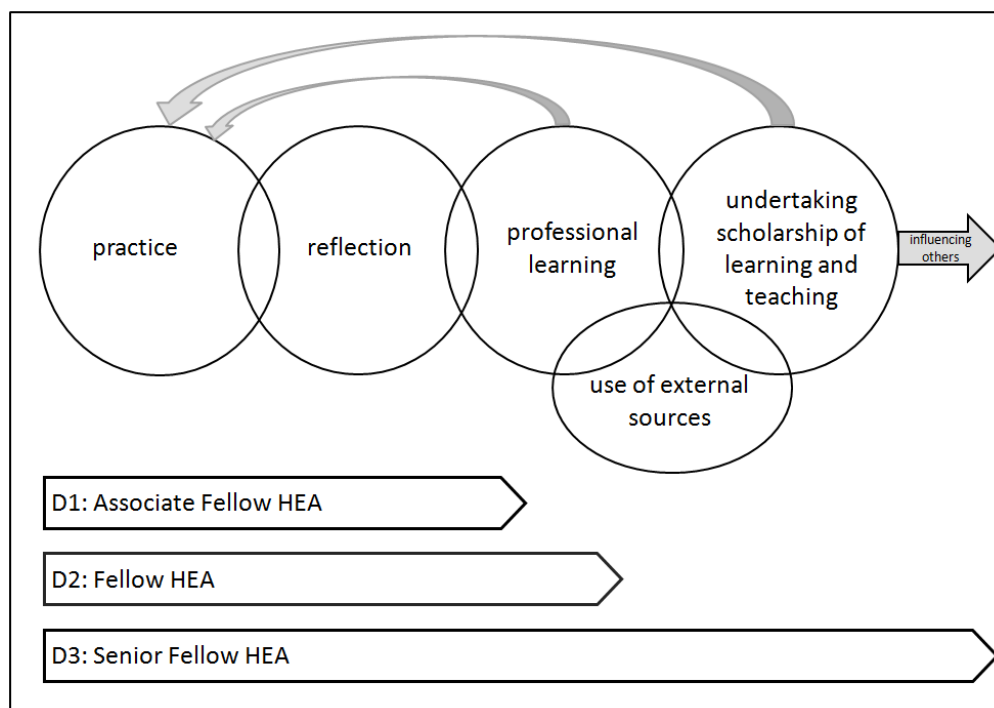 practice
reflection
professional
learning
undertaking
scholarship of
learning and
teaching
influencing
others
use of external
sources
D1: Associate Fellow HEA
D2: Fellow HEA
D3: Senior Fellow HEA